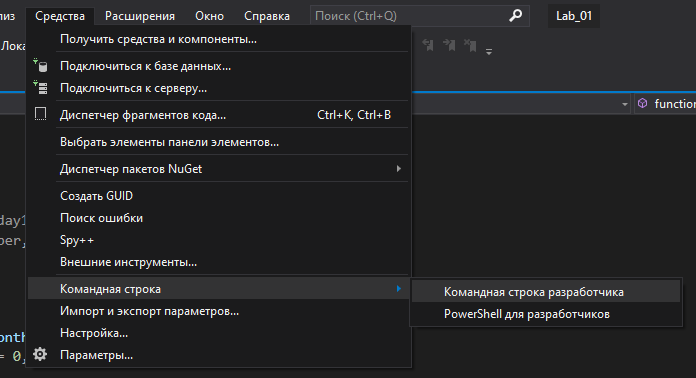 лиз Средства Расширения Окно Справка Поиск (Ctrl+Q) Lab_01
Лока
Получить средства и компоненты...
Подключиться к базе данных...
Подключиться к серверу...
Диспетчер фрагментов кода... Ctrl+K, Ctrl+B
function
Выбрать элементы панели элементов...
Диспетчер пакетов NuGet
Создать GUID
day1
Поиск ошибки
per,
Spy++
Внешние инструменты...
Командная строка
Командная строка разработчика
Импорт и экспорт параметров...
PowerShell для разработчиков
onth
Настройка...
= 0,
Параметры...